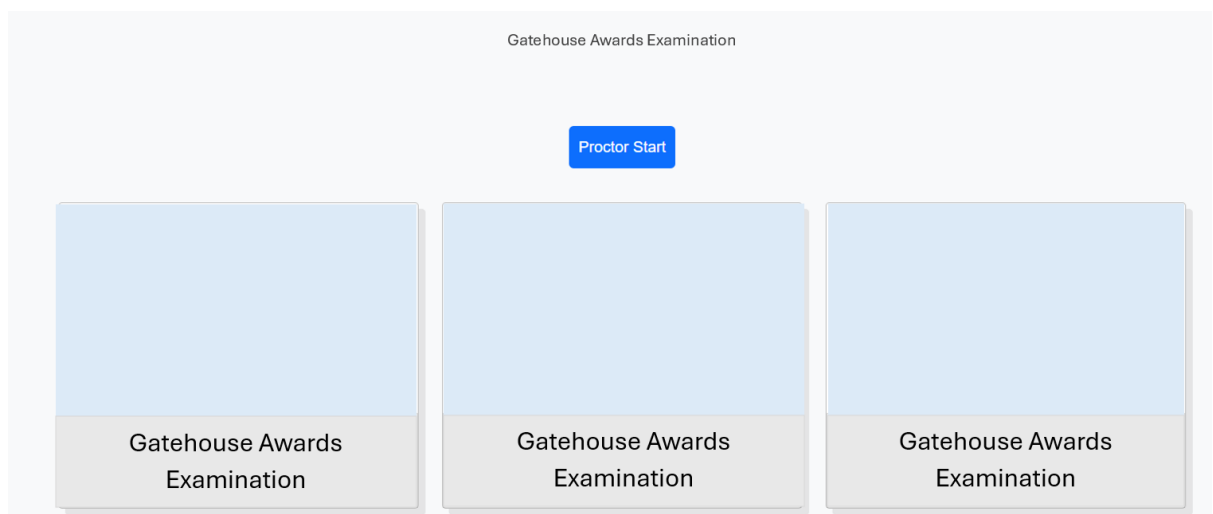 Gatehouse Awards Examination
Proctor Start
Gatehouse Awards
Examination
Gatehouse Awards
Examination
Gatehouse Awards
Examination